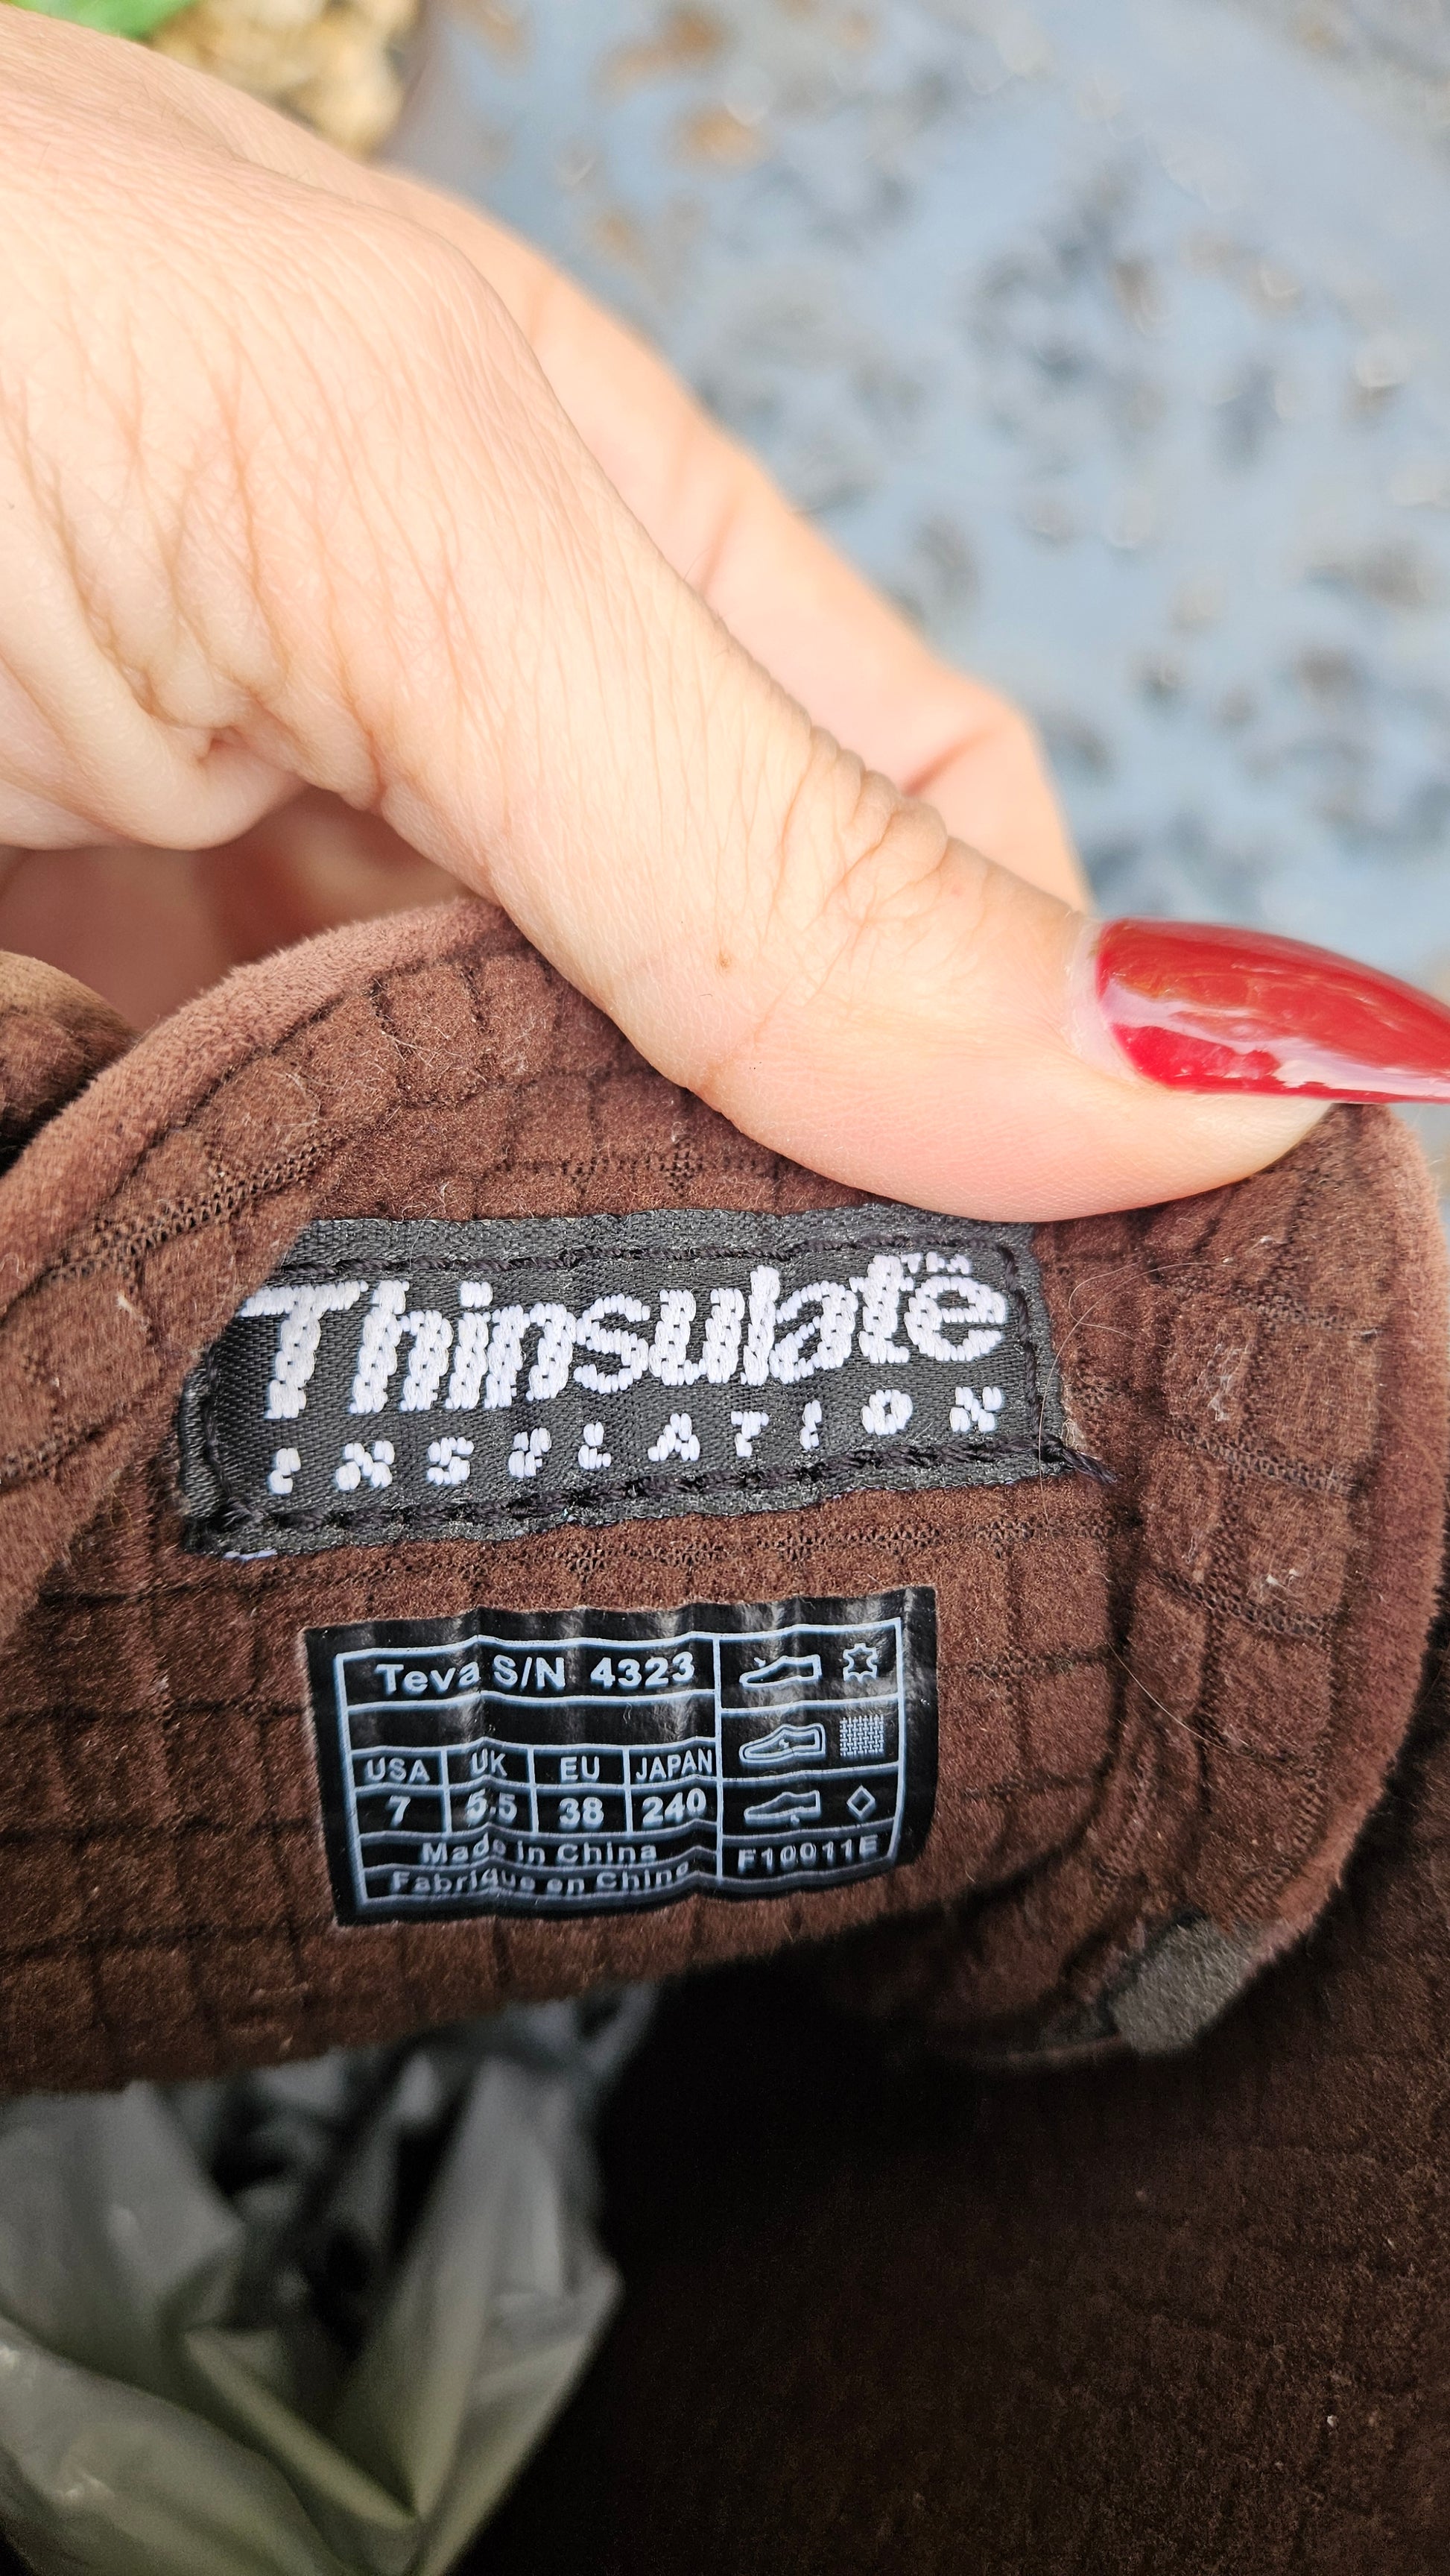 Thinsulate™
INSULATION
Teva S/N 4323
USA UK EU JAPAN
7 5.5 38 240
Made in China
Fabriqué en Chine
F10011E